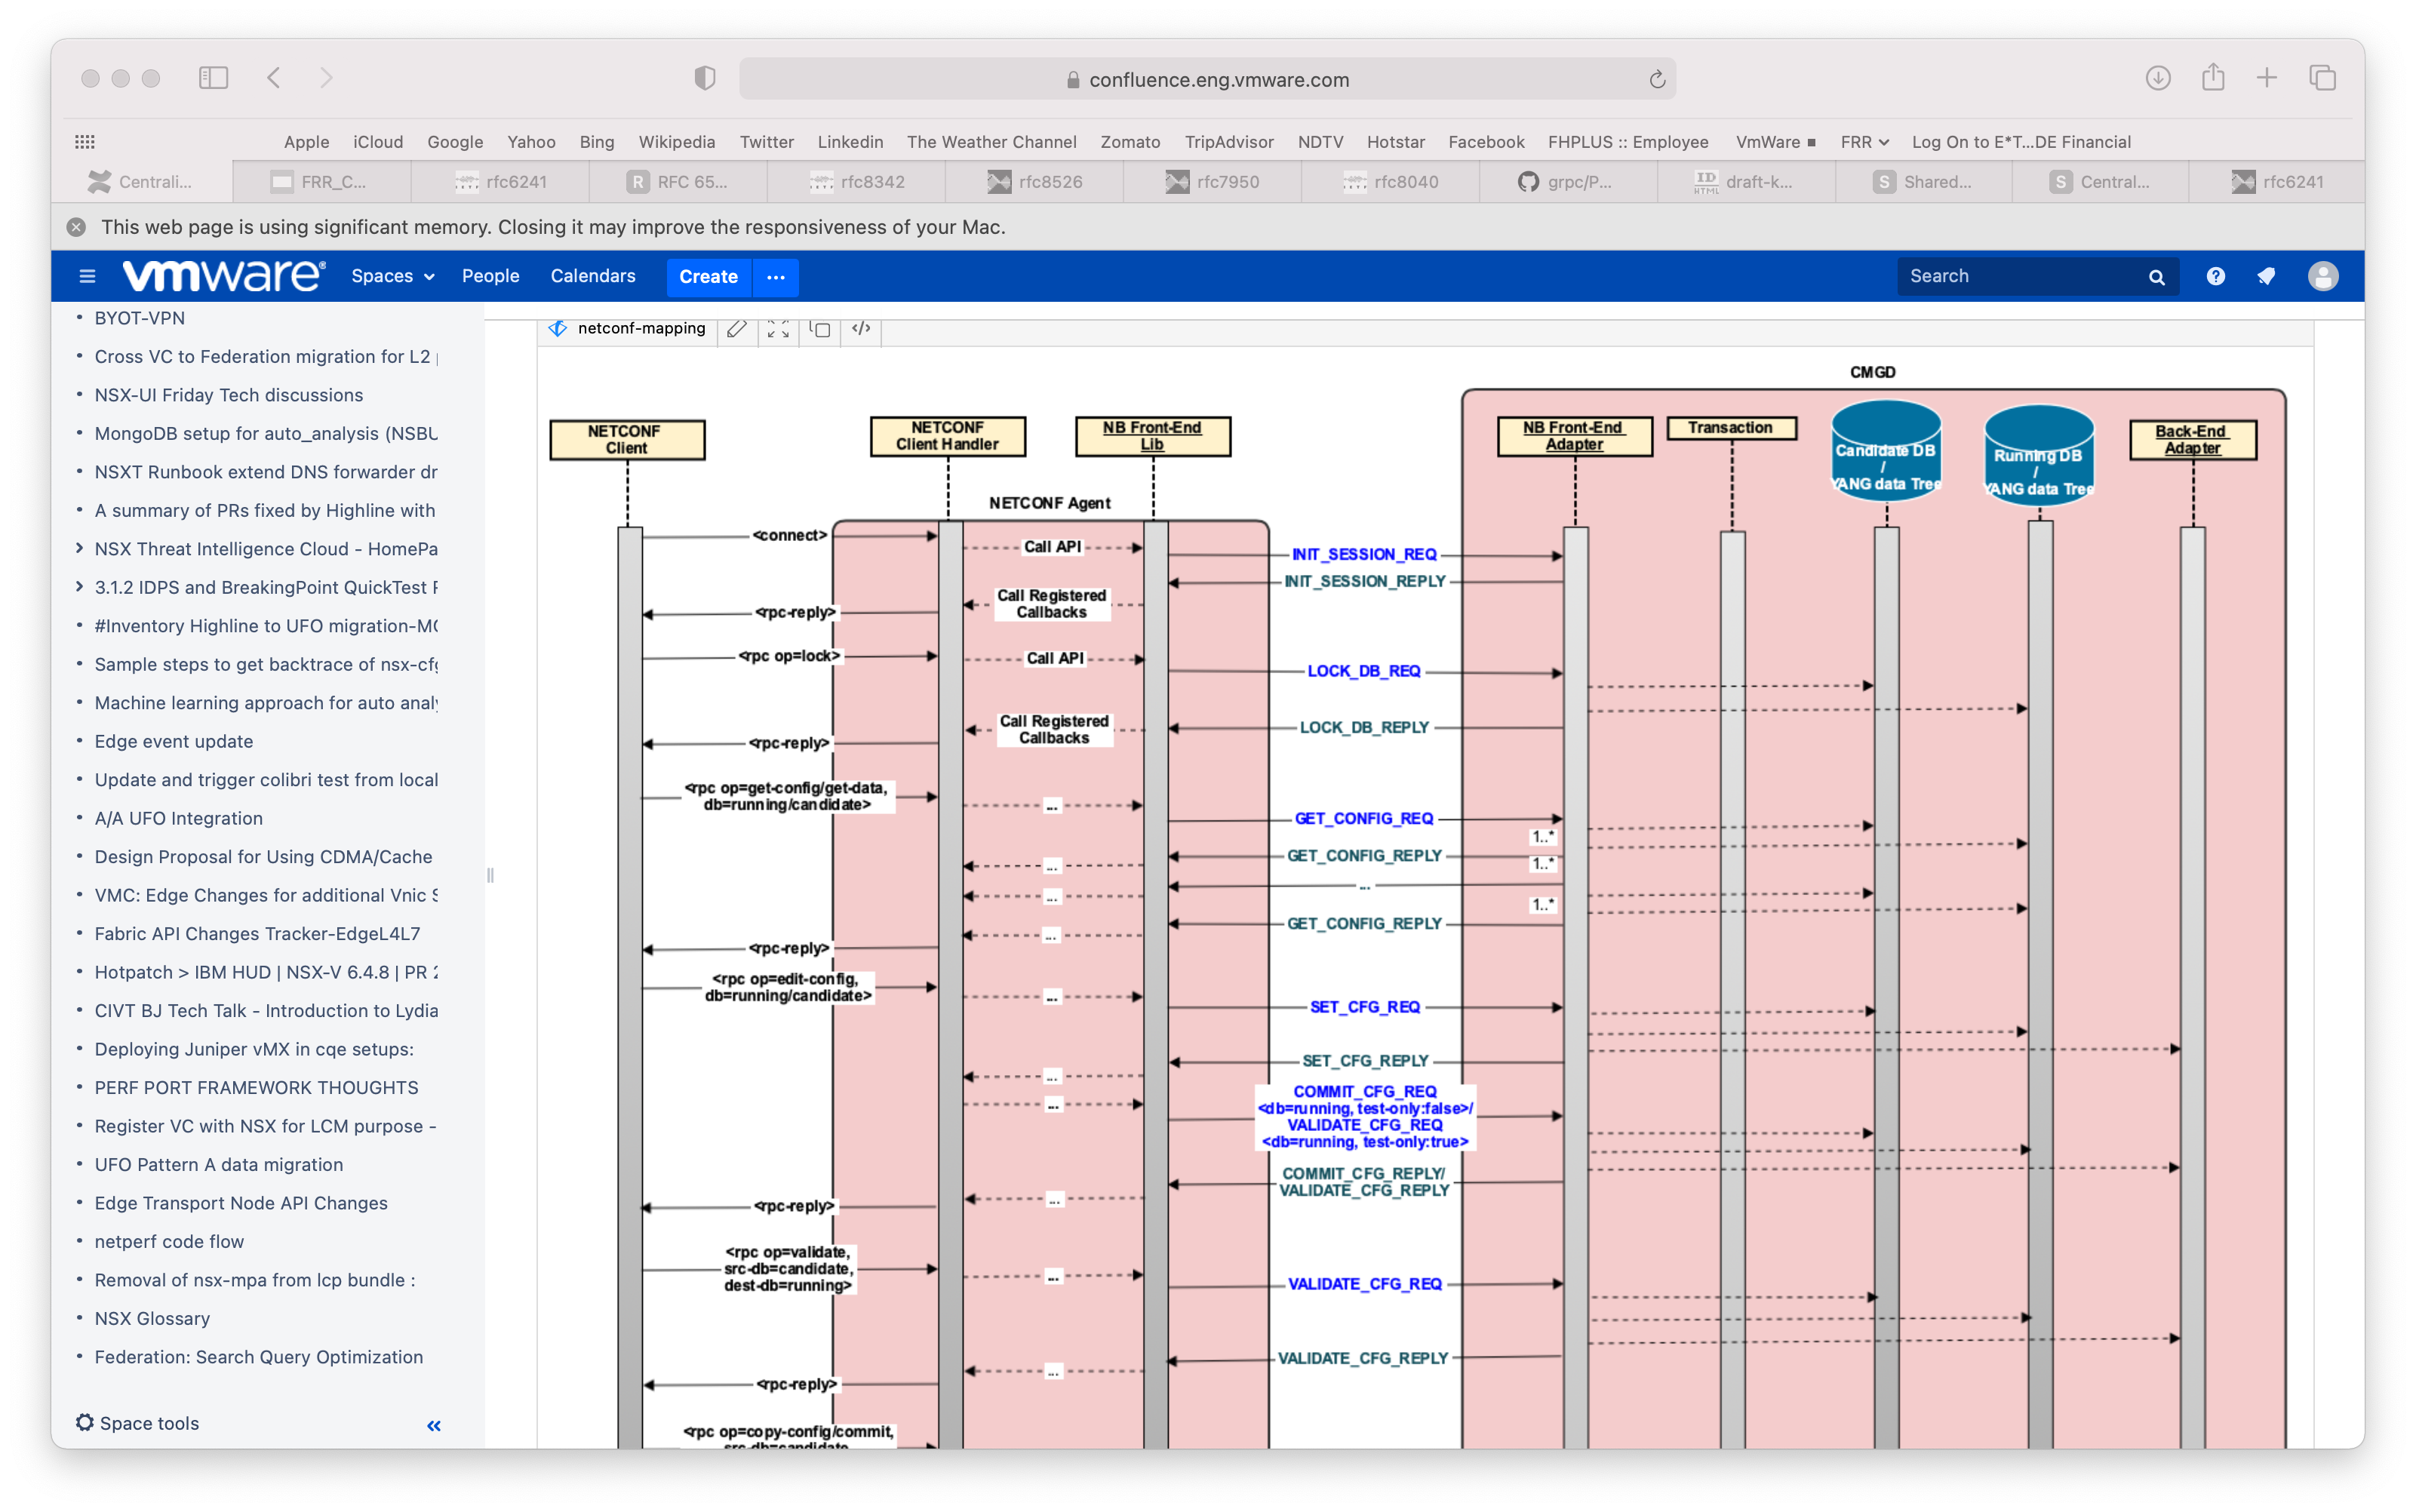 confluence.eng.vmware.com
Apple iCloud Google Yahoo Bing Wikipedia Twitter Linkedin The Weather Channel Zomato TripAdvisor NDTV Hotstar Facebook FHPLUS :: Employee VmWare FRR Log On to E*T...DE Financial
Centrali... FRR_C... rfc6241 RFC 65... rfc8342 rfc8526 rfc7950 rfc8040 grpc/P... draft-k... Shared... Central... rfc6241
This web page is using significant memory. Closing it may improve the responsiveness of your Mac.
vmware Spaces People Calendars Create ... Search
BYOT-VPN
Cross VC to Federation migration for L2
NSX-UI Friday Tech discussions
MongoDB setup for auto_analysis (NSBU
NSXT Runbook extend DNS forwarder dr
A summary of PRs fixed by Highline with
NSX Threat Intelligence Cloud - HomePa
3.1.2 IDPS and BreakingPoint QuickTest
#Inventory Highline to UFO migration-MO
Sample steps to get backtrace of nsx-cfg
Machine learning approach for auto analy
Edge event update
Update and trigger colibri test from local
A/A UFO Integration
Design Proposal for Using CDMA/Cache
VMC: Edge Changes for additional Vnic S
Fabric API Changes Tracker-EdgeL4L7
Hotpatch > IBM HUD | NSX-V 6.4.8 | PR 2
CIVT BJ Tech Talk - Introduction to Lydia
Deploying Juniper vMX in cqe setups:
PERF PORT FRAMEWORK THOUGHTS
Register VC with NSX for LCM purpose -
UFO Pattern A data migration
Edge Transport Node API Changes
netperf code flow
Removal of nsx-mpa from lcp bundle :
NSX Glossary
Federation: Search Query Optimization
Space tools
netconf-mapping
CMGD
NETCONF
Client
NETCONF
Client Handler
NB Front-End
Lib
NB Front-End
Adapter
Transaction
Candidate DB
/
YANG data Tree
Running DB
/
YANG data Tree
Back-End
Adapter
NETCONF Agent
<connect>
Call API
INIT_SESSION_REQ
INIT_SESSION_REPLY
Call Registered
Callbacks
<rpc-reply>
<rpc op=lock>
Call API
LOCK_DB_REQ
Call Registered
Callbacks
LOCK_DB_REPLY
<rpc-reply>
<rpc op=get-config/get-data,
db=running/candidate>
...
GET_CONFIG_REQ
1..*
GET_CONFIG_REPLY
...
1..*
...
...
1..*
GET_CONFIG_REPLY
...
<rpc-reply>
<rpc op=edit-config,
db=running/candidate>
...
SET_CFG_REQ
SET_CFG_REPLY
...
...
COMMIT_CFG_REQ
<db=running, test-only:false>/
VALIDATE_CFG_REQ
<db=running, test-only:true>
COMMIT_CFG_REPLY/
VALIDATE_CFG_REPLY
...
<rpc-reply>
<rpc op=validate,
src-db=candidate,
dest-db=running>
...
VALIDATE_CFG_REQ
VALIDATE_CFG_REPLY
...
<rpc-reply>
<rpc op=copy-config/commit,
src-db=candidate